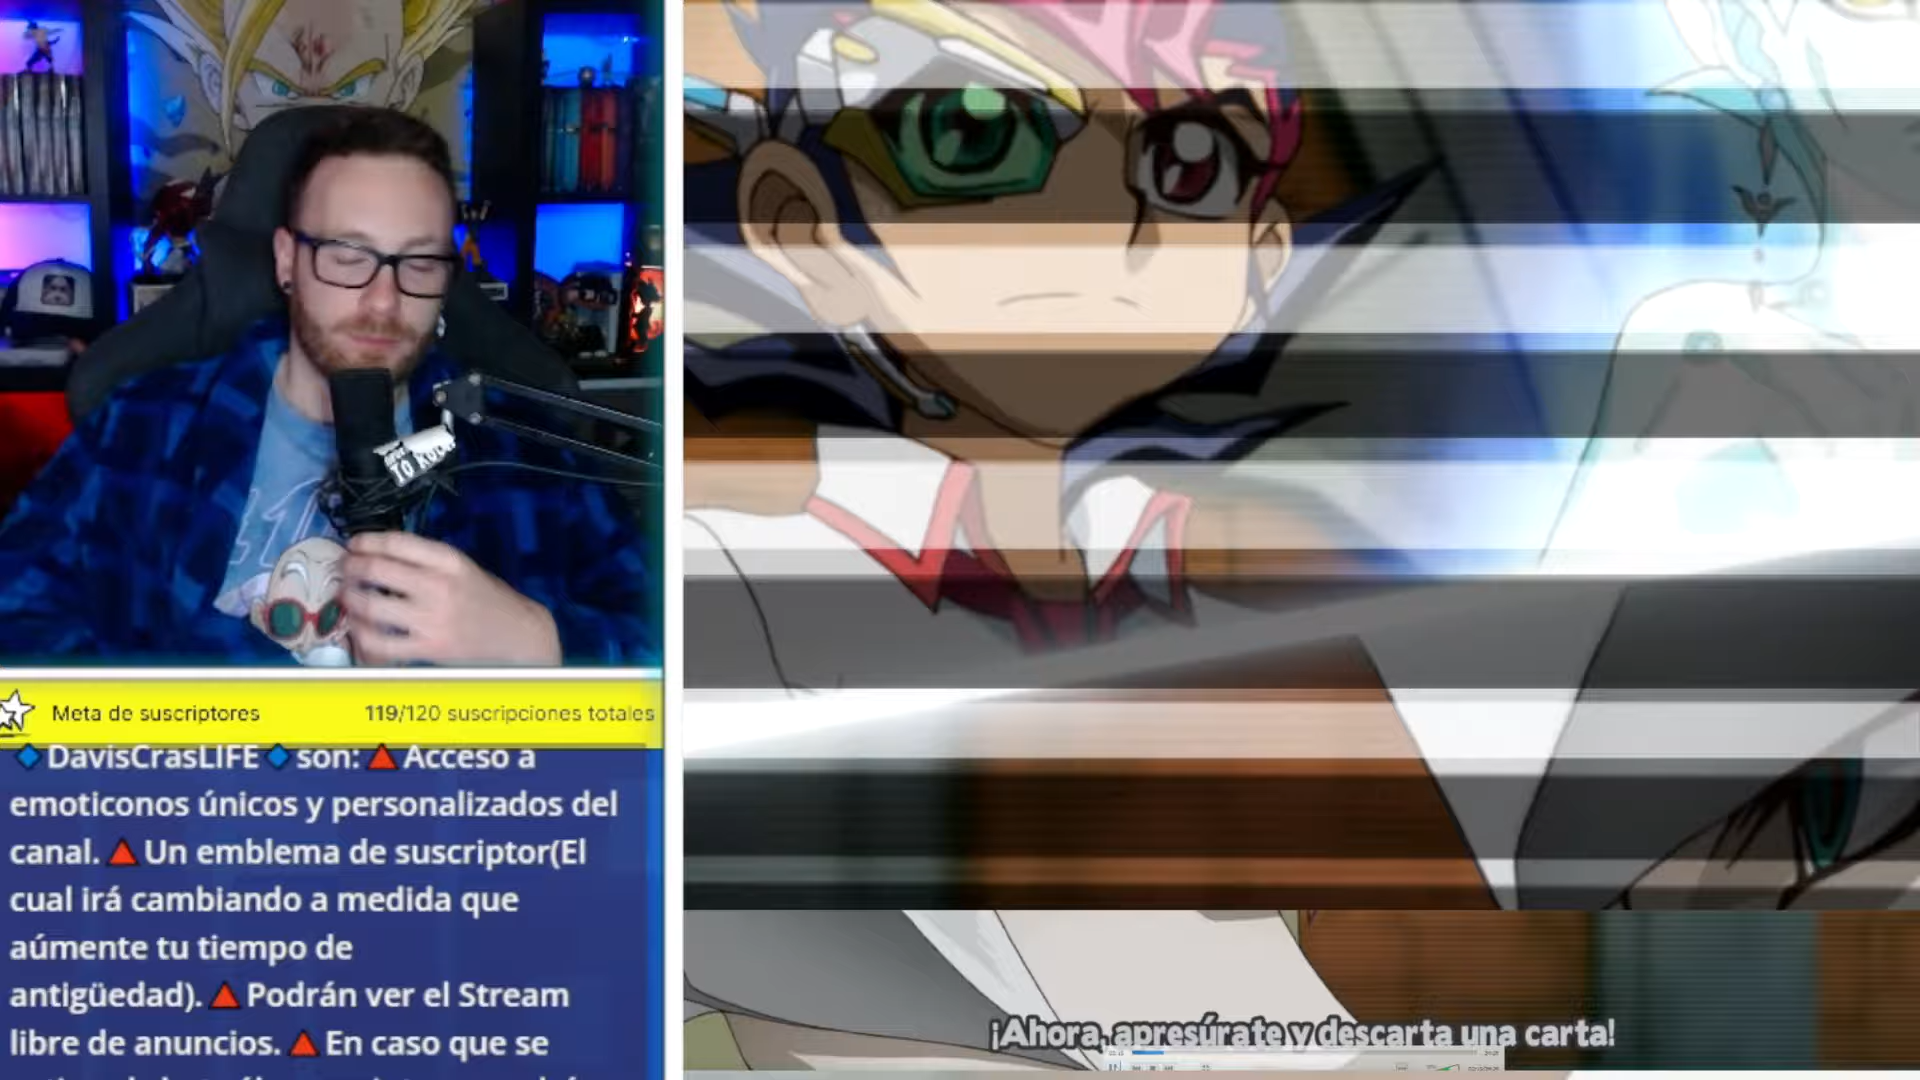 Meta de suscriptores 119/120 suscripciones totales
DavisCrasLIFE son: Acceso a
emoticonos únicos y personalizados del
canal. Un emblema de suscriptor(El
cual irá cambiando a medida que
aúmente tu tiempo de
antigüedad). Podrán ver el Stream
libre de anuncios. En caso que se
¡Ahora, apresúrate y descarta una carta!